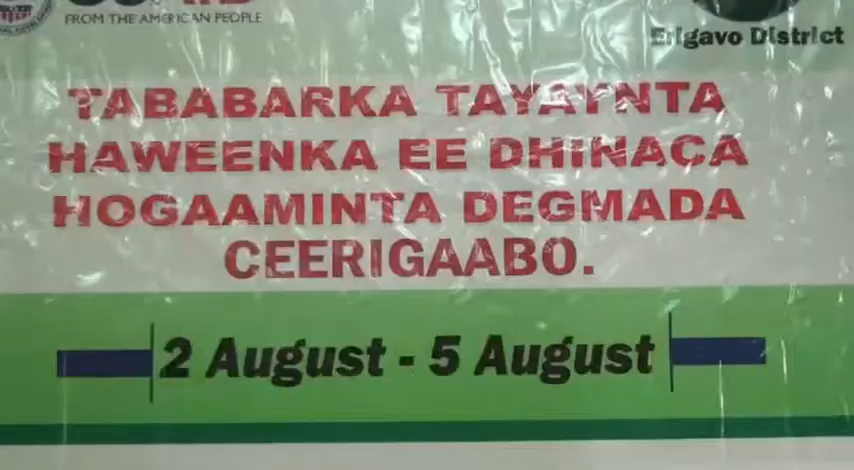 FROM THE AMERICAN PEOPLE
Erigavo District
TABABARKA TAYAYNTA
HAWEENKA EE DHINACA
HOGAAMINTA DEGMADA
CEERIGAABO.
2 August - 5 August